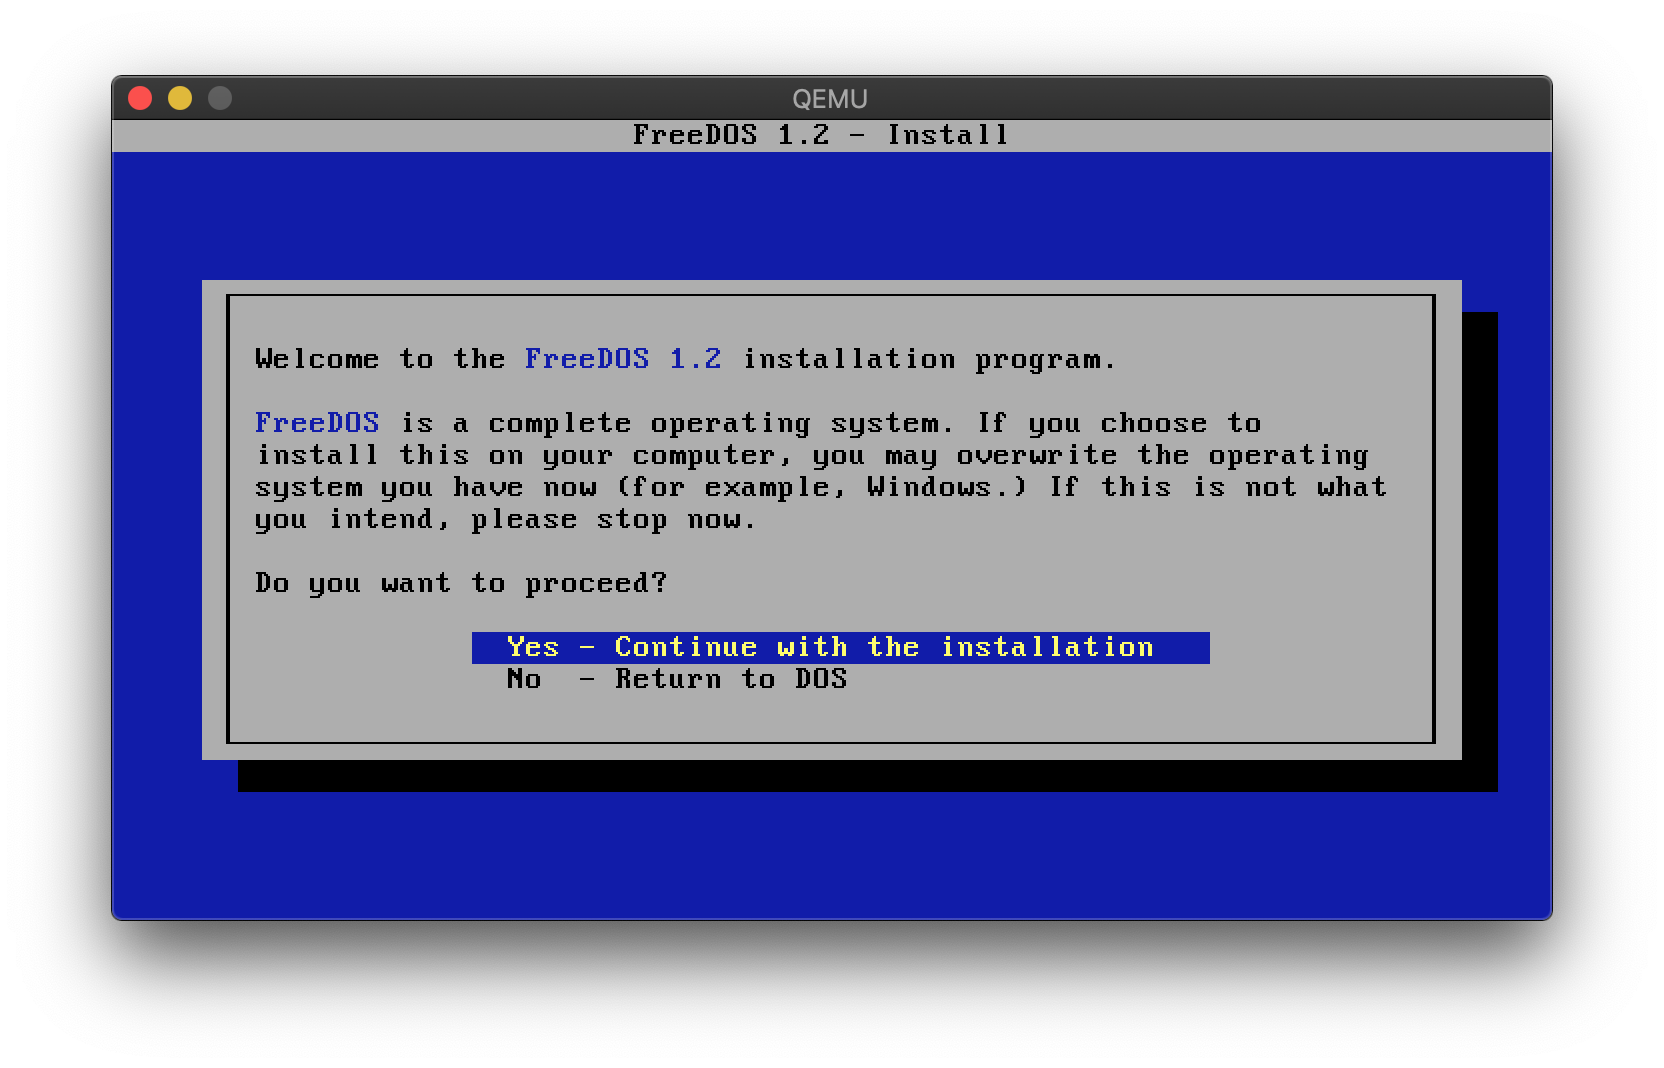 QEMU
FreeDOS 1.2 - Install
Welcome to the FreeDOS 1.2 installation program.
FreeDOS is a complete operating system. If you choose to
install this on your computer, you may overwrite the operating
system you have now (for example, Windows.) If this is not what
you intend, please stop now.
Do you want to proceed?
Yes - Continue with the installation
No  - Return to DOS